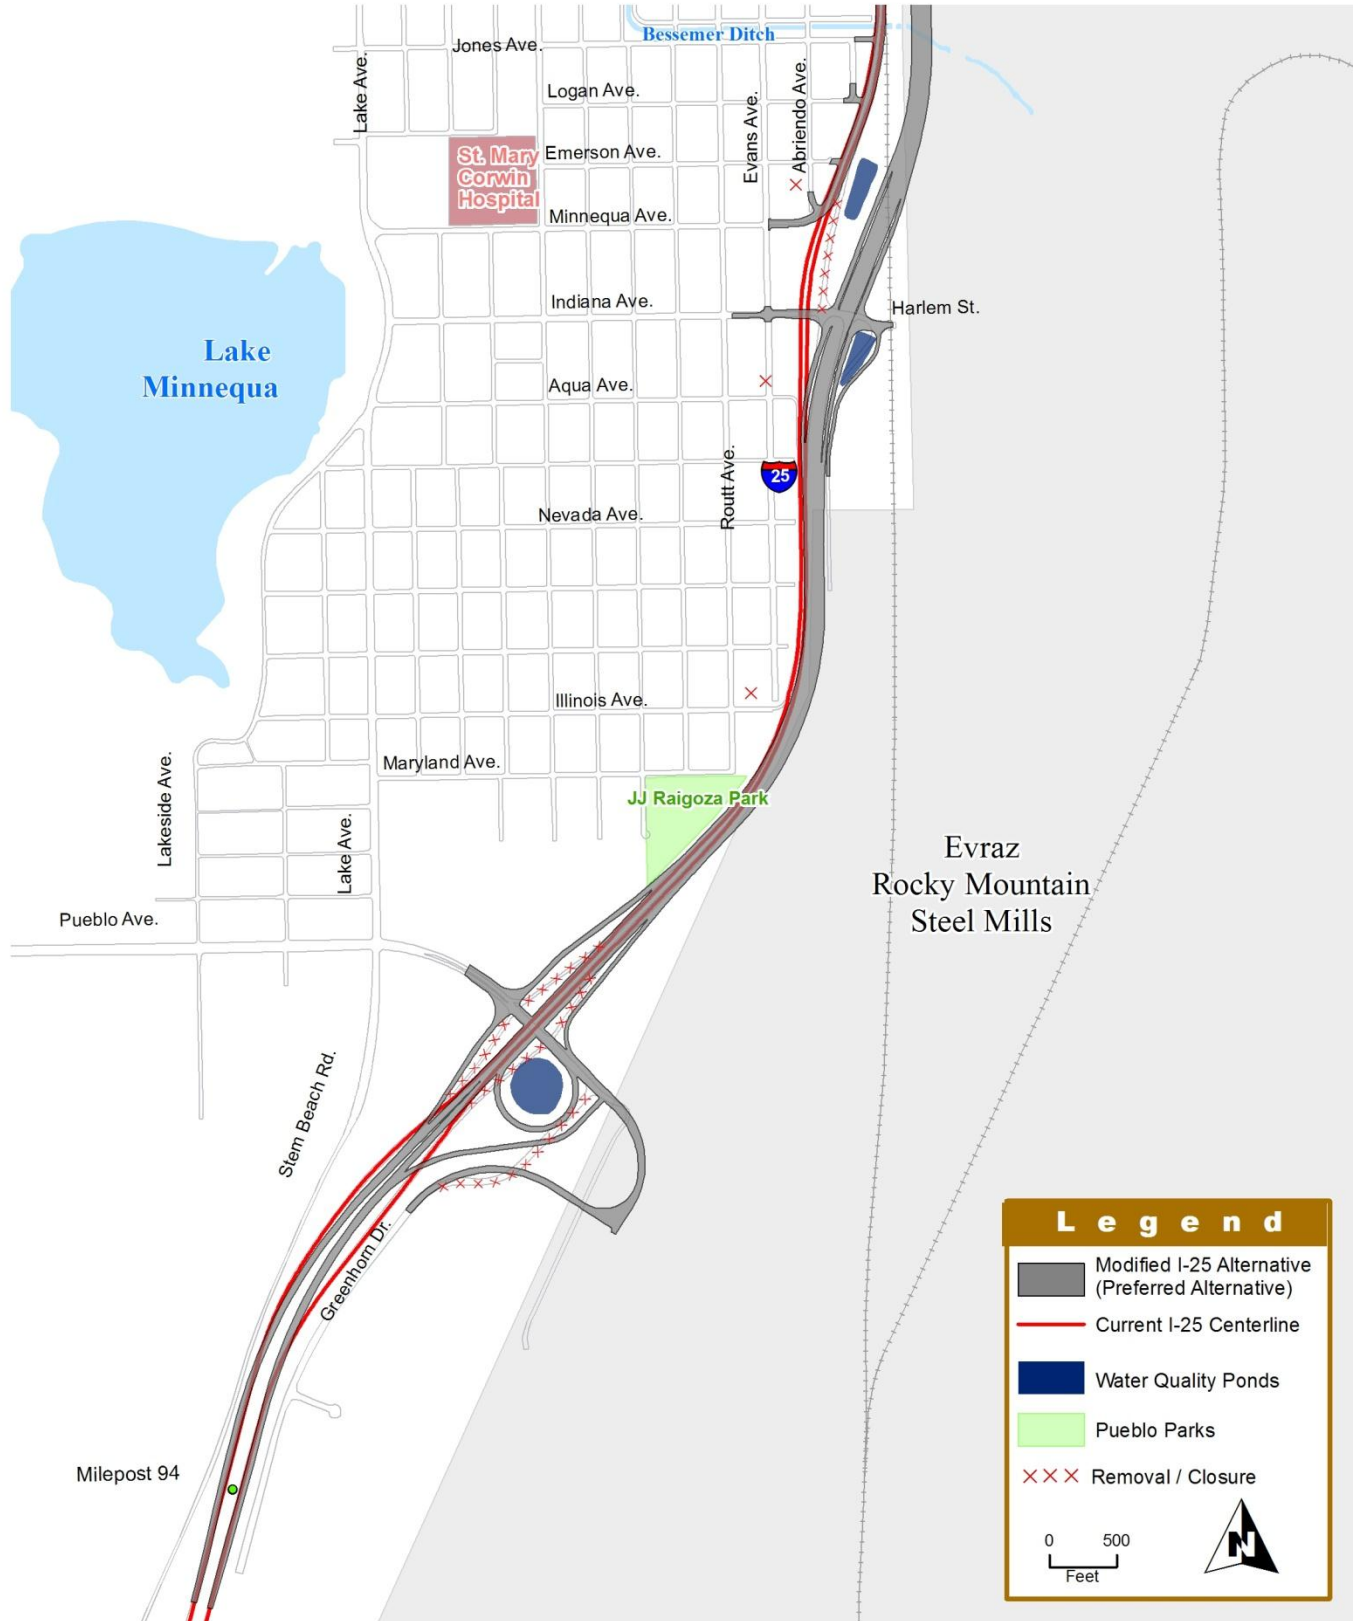 Bessemer Ditch
Jones Ave.
Lake Ave.
Logan Ave.
Evans Ave.
Abriendo Ave.
St. Mary
Corwin
Hospital
Emerson Ave.
Minnequa Ave.
Indiana Ave.
Harlem St.
Lake
Minnequa
Aqua Ave.
Routt Ave.
25
Nevada Ave.
Illinois Ave.
Maryland Ave.
JJ Raigoza Park
Lakeside Ave.
Lake Ave.
Evraz
Rocky Mountain
Steel Mills
Pueblo Ave.
Stem Beach Rd.
Greenhorn Dr.
Milepost 94
Legend
Modified I-25 Alternative
(Preferred Alternative)
Current I-25 Centerline
Water Quality Ponds
Pueblo Parks
Removal / Closure
0 500
Feet
N